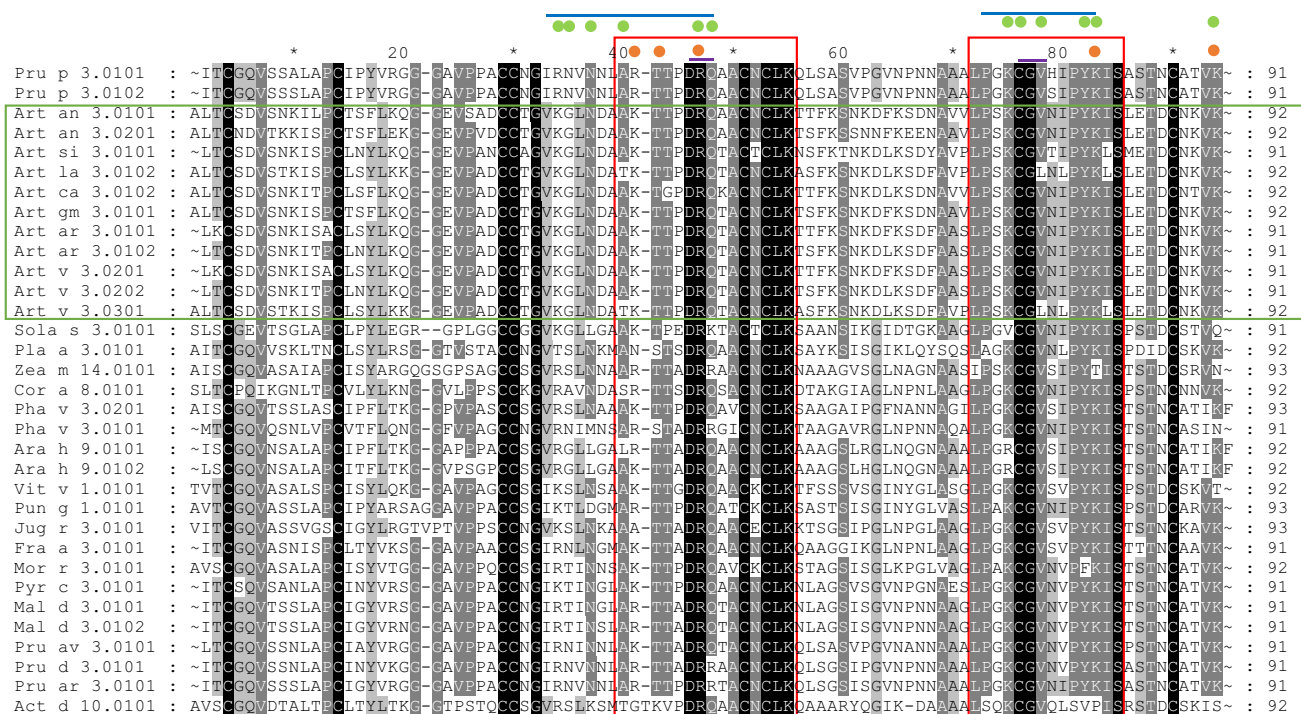 * 20 * 40 * 60 * 80 *
Pru p 3.0101 : ~ITCGQVSSALAPCIPYVRGG-GAVPPACCNGIRNVNNLAR-TTPDRQAACNCLKQLSASVPGVNPNNAAALPGKCGVHIPYKISASTNCATVK~ : 91
Pru p 3.0102 : ~ITCGQVSSSLAPCIPYVRGG-GAVPPACCNGIRNVNNLAR-TTPDRQAACNCLKQLSASVPGVNPNNAAALPGKCGVSIPYKISASTNCATVK~ : 91
Art an 3.0101 : ALTCSDVSNKILPCTSFLKQG-GEVSADCCTGVKGLNDAAK-TTPDRQTACNCLKTTFKSNKDFKSDNAVVLPSKCGVNIPYKISLETDCNKVK~ : 92
Art an 3.0201 : ALTCNDVTKKISPCTSFLEKG-GEVPVDCCTGVKGLNDAAK-TTPDRQTACNCLKTSFKSSNNFKEENAAVLPSKCGVNIPYKISLETDCNKVK~ : 92
Art si 3.0101 : ~LTCSDVSNKISPCLNYLKQG-GEVPANCCAGVKGLNDAAK-TTPDRQTACTCLKNSFKTNKDLKSDYAVPLPSKCGVTIPYKLSMETDCNKVK~ : 91
Art la 3.0102 : ALTCSDVSTKISPCLSYLKKG-GEVPADCCTGVKGLNDATK-TTPDRQTACNCLKASFKSNKDLKSDFAVPLPSKCGLNLPYKLSLETDCNKVK~ : 92
Art ca 3.0102 : ALTCSDVSNKITPCLSFLKQG-GEVPADCCTGVKGLNDAAK-TGPDRQKACNCLKTTFKSNKDLKSDNAVVLPSKCGVNIPYKISLETDCNTVK~ : 92
Art gm 3.0101 : ALTCSDVSNKISPCTSFLKQG-GEVPADCCTGVKGLNDAAK-TTPDRQTACNCLKTSFKSNKDFKSDNAAVLPSKCGVNIPYKISLETDCNKVK~ : 92
Art ar 3.0101 : ~LKCSDVSNKISACLSYLKQG-GEVPADCCTGVKGLNDAAK-TTPDRQTACNCLKTTFKSNKDFKSDFAASLPSKCGVNIPYKISLETDCNKVK~ : 91
Art ar 3.0102 : ~LTCSDVSNKITPCLNYLKQG-GEVPADCCTGVKGLNDAAK-TTPDRQTACNCLKTSFKSNKDLKSDFAASLPSKCGVNIPYKISLETDCNKVK~ : 91
Art v 3.0201 : ~LKCSDVSNKISACLSYLKQG-GEVPADCCTGVKGLNDAAK-TTPDRQTACNCLKTTFKSNKDFKSDFAASLPSKCGVNIPYKISLETDCNKVK~ : 91
Art v 3.0202 : ~LTCSDVSNKITPCLNYLKQG-GEVPADCCTGVKGLNDAAK-TTPDRQTACNCLKTSFKSNKDLKSDFAASLPSKCGVNIPYKISLETDCNKVK~ : 91
Art v 3.0301 : ALTCSDVSTKISPCLSYLKKG-GEVPADCCTGVKGLNDATK-TTPDRQTACNCLKASFKSNKDLKSDFAVPLPSKCGLNLPYKLSLETDCNKVK~ : 92
Sola s 3.0101 : SLSCGEVTSGLAPCLPYLEGR--GPLGGCCGGVKGLLGAAK-TPEDRKTACTCLKSAANSIKGIDTGKAAGLPGVCGVNIPYKISPSTDCSTVQ~ : 91
Pla a 3.0101 : AITCGQVVSKLTNCLSYLRSG-GTVSTACCNGVTSLNKMAN-STSDRQAACNCLKSAYKSISGIKLQYSQSLAGKCGVNLPYKISPDIDCSKVK~ : 92
Zea m 14.0101 : AISCGQVASAIAPCISYARGQGSGPSAGCCSGVRSLNNAAR-TTADRRAACNCLKNAAAGVSGLNAGNAASIPSKCGVSIPYTISTSTDCSRVN~ : 93
Cor a 8.0101 : SLTCPQIKGNLTPCVLYLKNG-GVLPPSCCKGVRAVNDASR-TTSDRQSACNCLKDTAKGIAGLNPNLAAGLPGKCGVNIPYKISPSTNCNNVK~ : 92
Pha v 3.0201 : AISCGQVTSSLASCIPFLTKG-GPVPASCCSGVRSLNAAAK-TTPDRQAVCNCLKSAAGAIPGFNANNAGILPGKCGVSIPYKISTSTNCATIKF : 93
Pha v 3.0101 : ~MTCGQVQSNLVPCVTFLQNG-GFVPAGCCNGVRNIMNSAR-STADRRGICNCLKTAAGAVRGLNPNNAQALPGKCGVNIPYKISTSTNCASIN~ : 91
Ara h 9.0101 : ~ISCGQVNSALAPCIPFLTKG-GAPPPACCSGVRGLLGALR-TTADRQAACNCLKAAAGSLRGLNQGNAAALPGRCGVSIPYKISTSTNCATIKF : 92
Ara h 9.0102 : ~LSCGQVNSALAPCITFLTKG-GVPSGPCCSGVRGLLGAAK-TTADRQAACNCLKAAAGSLHGLNQGNAAALPGRCGVSIPYKISTSTNCATIKF : 92
Vit v 1.0101 : TVTCGQVASALSPCISYLQKG-GAVPAGCCSGIKSLNSAAK-TTGDRQAACKCLKTFSSSVSGINYGLASGLPGKCGVSVPYKISPSTDCSKVT~ : 92
Pun g 1.0101 : AVTCGQVASSLAPCIPYARSAGGAVPPACCSGIKTLDGMAR-TTPDRQATCKCLKSASTSISGINYGLVASLPAKCGVNIPYKISPSTDCARVK~ : 93
Jug r 3.0101 : VITCGQVASSVGSCIGYLRGTVPTVPPSCCNGVKSLNKAAA-TTADRQAACECLKKTSGSIPGLNPGLAAGLPGKCGVSVPYKISTSTNCKAVK~ : 93
Fra a 3.0101 : ~ITCGQVASNISPCLTYVKSG-GAVPAACCSGIRNLNGMAK-TTADRQAACNCLKQAAGGIKGLNPNLAAGLPGKCGVSVPYKISTTTNCAAVK~ : 91
Mor r 3.0101 : AVSCGQVASALAPCISYVTGG-GAVPPQCCSGIRTINNSAK-TTPDRQAVCKCLKSTAGSISGLKPGLVAGLPAKCGVNVPFKISTSTNCATVK~ : 92
Pyr c 3.0101 : ~ITCSQVSANLAPCINYVRSG-GAVPPACCNGIKTINGLAK-TTPDRQAACNCLKNLAGSVSGVNPGNAESLPGKCGVNVPYKISTSTNCATVK~ : 91
Mal d 3.0101 : ~ITCGQVTSSLAPCIGYVRSG-GAVPPACCNGIRTINGLAR-TTADRQTACNCLKNLAGSISGVNPNNAAGLPGKCGVNVPYKISTSTNCATVK~ : 91
Mal d 3.0102 : ~ITCGQVTSSLAPCIGYVRNG-GAVPPACCNGIRTINSLAR-TTADRQTACNCLKNLAGSISGVNPNNAAGLPGKCGVNVPYKISTSTNCATVK~ : 91
Pru av 3.0101 : ~LTCGQVSSNLAPCIAYVRGG-GAVPPACCNGIRNINNLAK-TTADRQTACNCLKQLSASVPGVNANNAAALPGKCGVNVPYKISPSTNCATVK~ : 91
Pru d 3.0101 : ~ITCGQVSSNLAPCINYVKGG-GAVPPACCNGIRNVNNLAR-TTADRRAACNCLKQLSGSIPGVNPNNAAALPGKCGVNVPYKISASTNCATVK~ : 91
Pru ar 3.0101 : ~ITCGQVSSSLAPCIGYVRGG-GAVPPACCNGIRNVNNLAR-TTPDRRTACNCLKQLSGSISGVNPNNAAALPGKCGVNIPYKISASTNCATVK~ : 91
Act d 10.0101 : AVSCGQVDTALTPCLTYLTKG-GTPSTQCCSGVRSLKSMTGTKVPDRQAACNCLKQAAARYQGIK-DAAAALSQKCGVQLSVPISRSTDCSKIS~ : 92